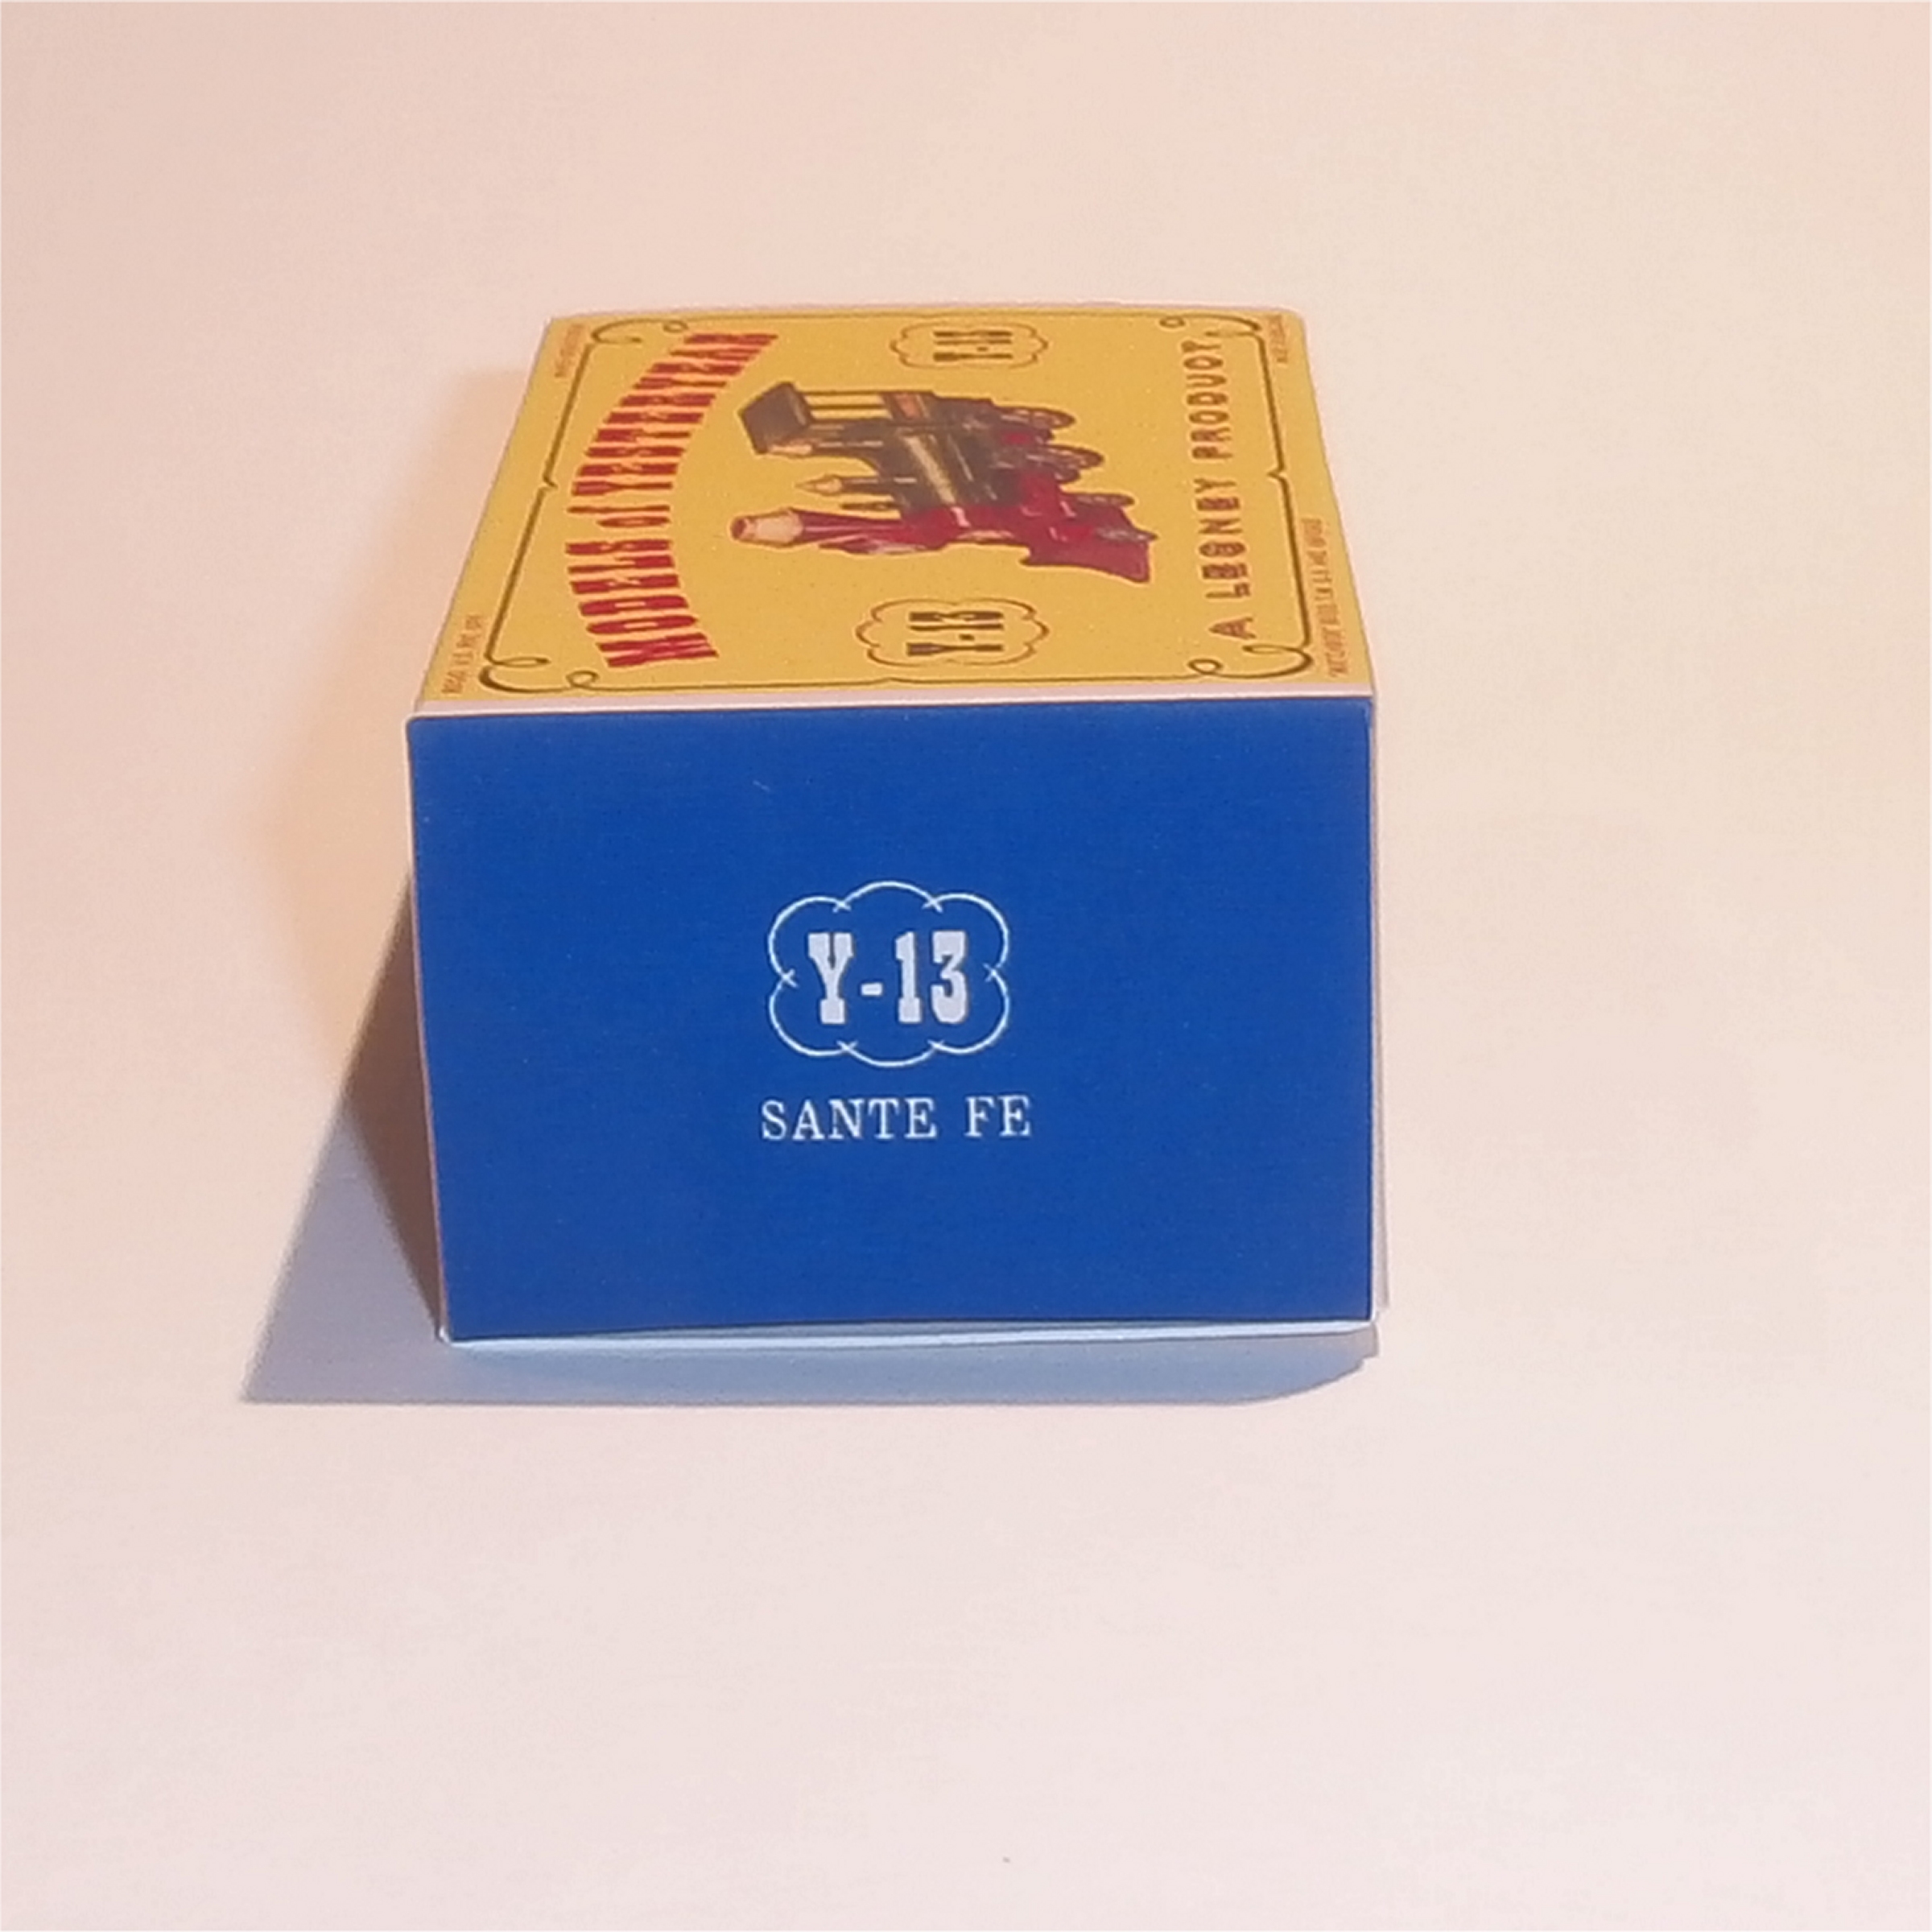 MODELS of YESTERYEAR
Y-13
Y-13
A LESNEY PRODUCT
Y-13
SANTE FE